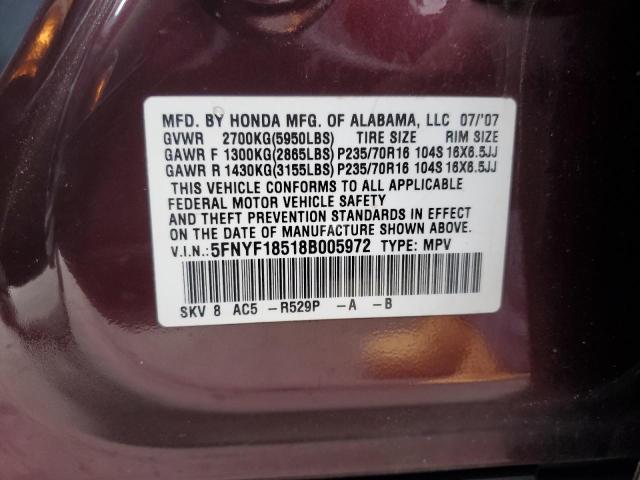 MFD. BY HONDA MFG. OF ALABAMA, LLC 07/'07
GVWR 2700KG(5950LBS) TIRE SIZE RIM SIZE
GAWR F 1300KG(2865LBS) P235/70R16 104S 16X6.5JJ
GAWR R 1430KG(3155LBS) P235/70R16 104S 16X6.5JJ
THIS VEHICLE CONFORMS TO ALL APPLICABLE
FEDERAL MOTOR VEHICLE SAFETY
AND THEFT PREVENTION STANDARDS IN EFFECT
ON THE DATE OF MANUFACTURE SHOWN ABOVE.
V.I.N.: 5FNYF18518B005972 TYPE: MPV
SKV 8 AC5 -R529P -A -B